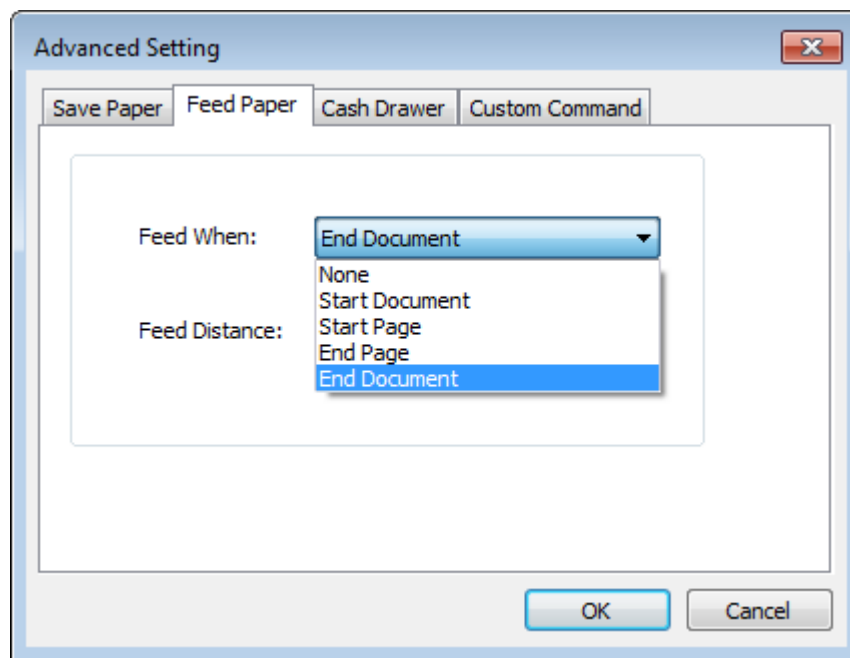 Advanced Setting
Save Paper Feed Paper Cash Drawer Custom Command
Feed When: End Document
None
Start Document
Start Page
Feed Distance:
End Page
End Document
OK Cancel